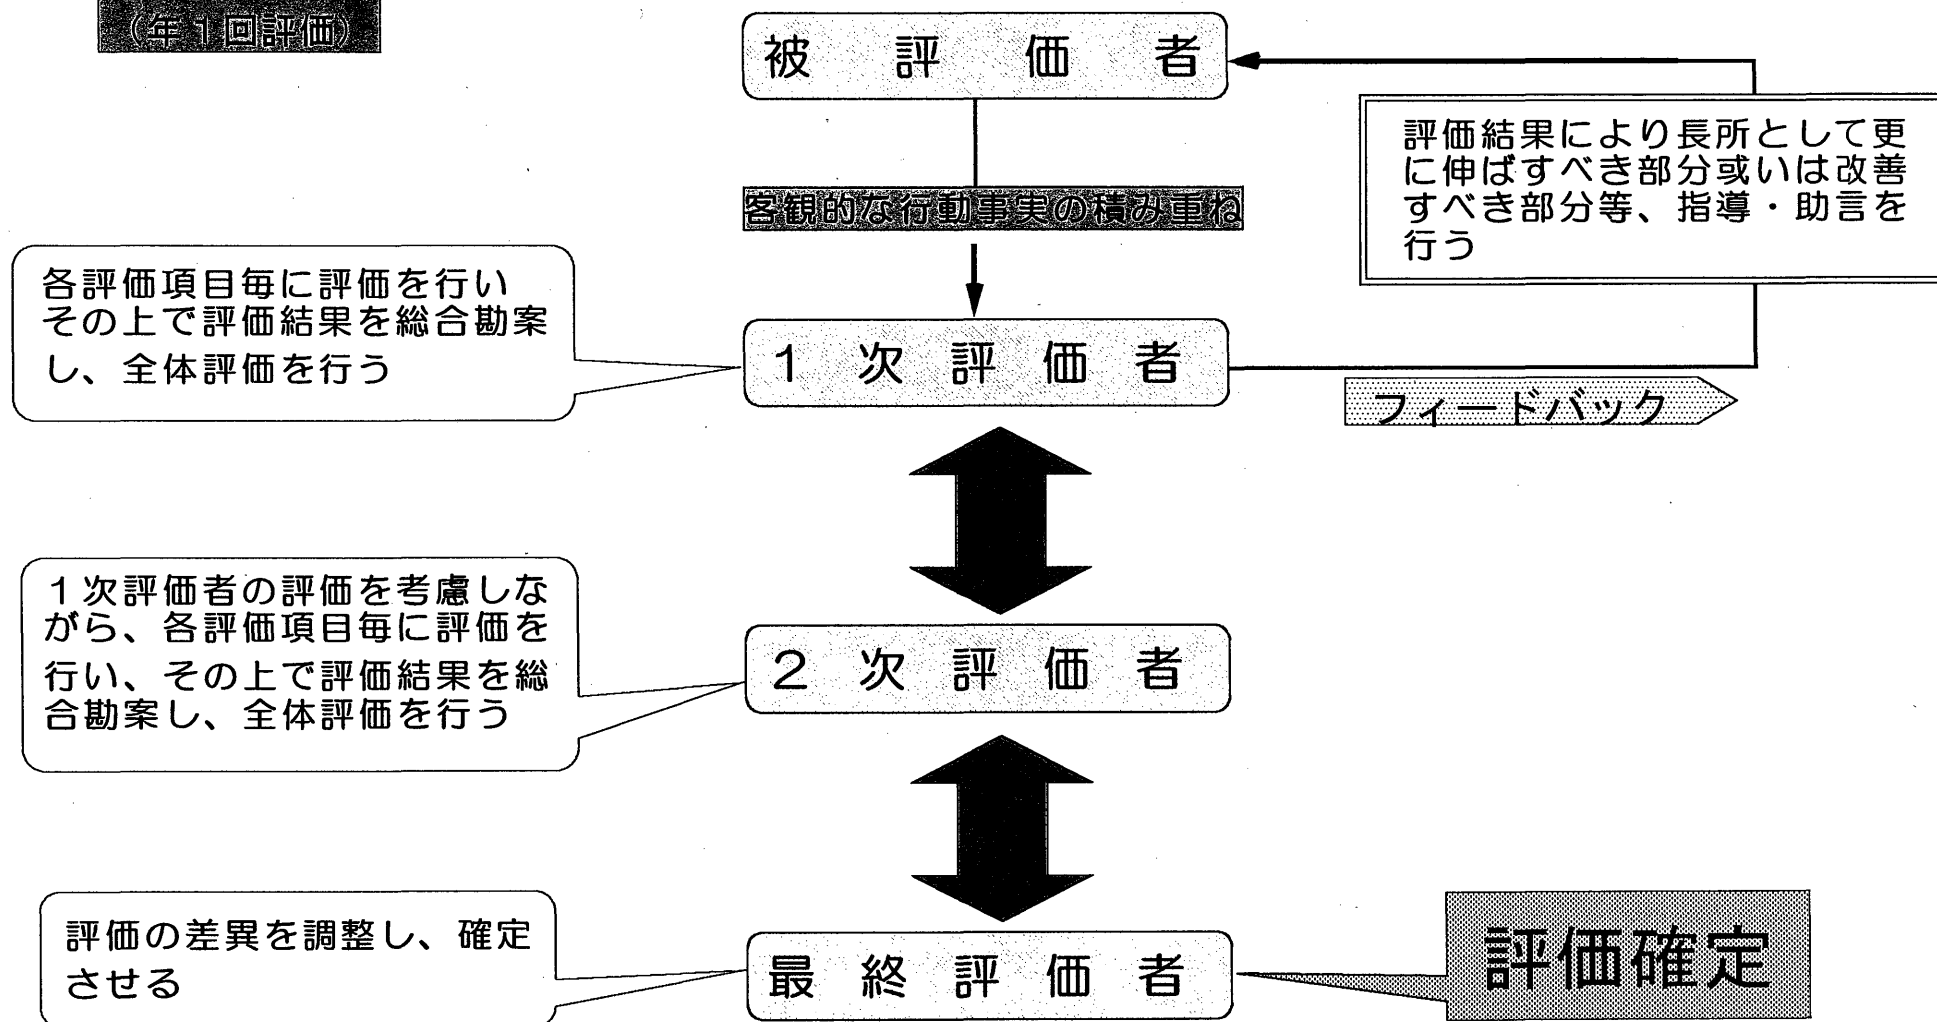 (年1回評価)
被評価者
評価結果により長所として更
に伸ばすべき部分或いは改善
すべき部分等、指導・助言を
行う
客観的な行動事実の積み重ね
各評価項目毎に評価を行い
その上で評価結果を総合勘案
し、全体評価を行う
1次評価者
フィードバック
1次評価者の評価を考慮しな
がら、各評価項目毎に評価を
行い、その上で評価結果を総
合勘案し、全体評価を行う
2次評価者
評価の差異を調整し、確定
させる
最終評価者
評価確定